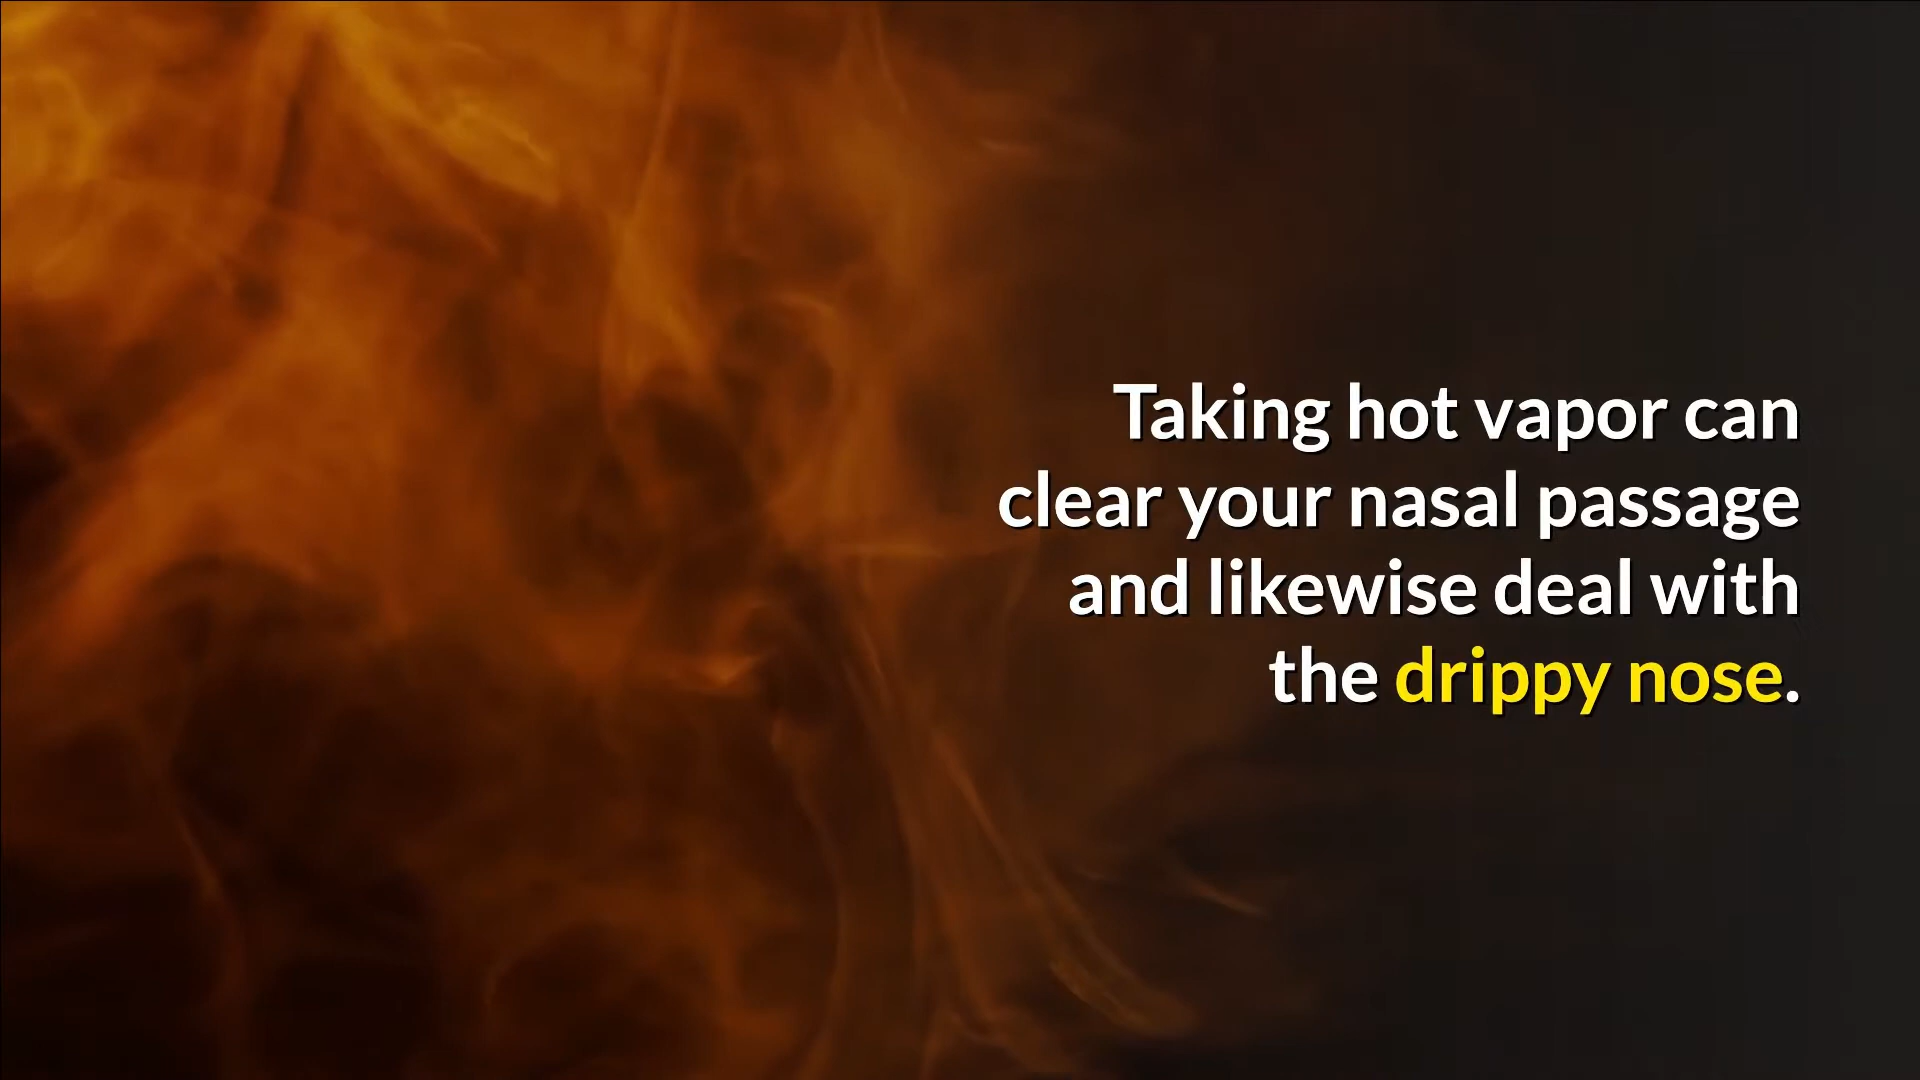 Taking hot vapor can
clear your nasal passage
and likewise deal with
the drippy nose.